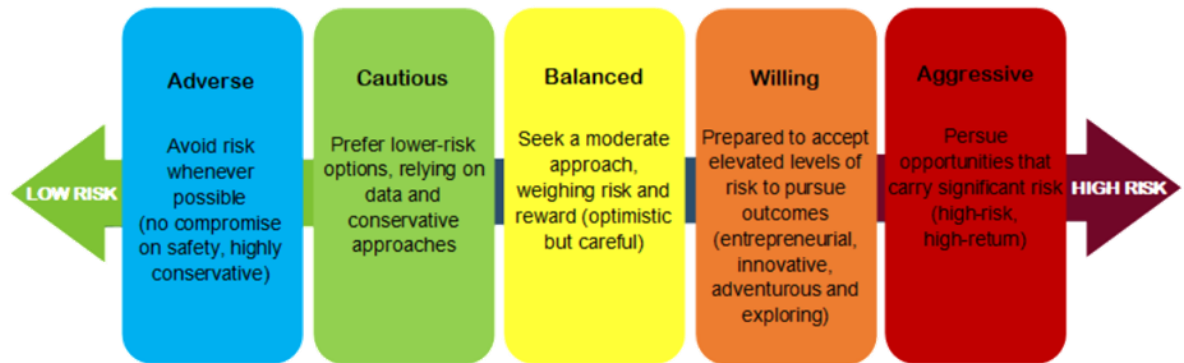 LOW RISK
Adverse
Avoid risk
whenever
possible
(no compromise
on safety, highly
conservative)
Cautious
Prefer lower-risk
options, relying on
data and
conservative
approaches
Balanced
Seek a moderate
approach,
weighing risk and
reward (optimistic
but careful)
Willing
Prepared to accept
elevated levels of
risk to pursue
outcomes
(entrepreneurial,
innovative,
adventurous and
exploring)
Aggressive
Persue
opportunities that
carry significant risk
(high-risk,
high-return)
HIGH RISK